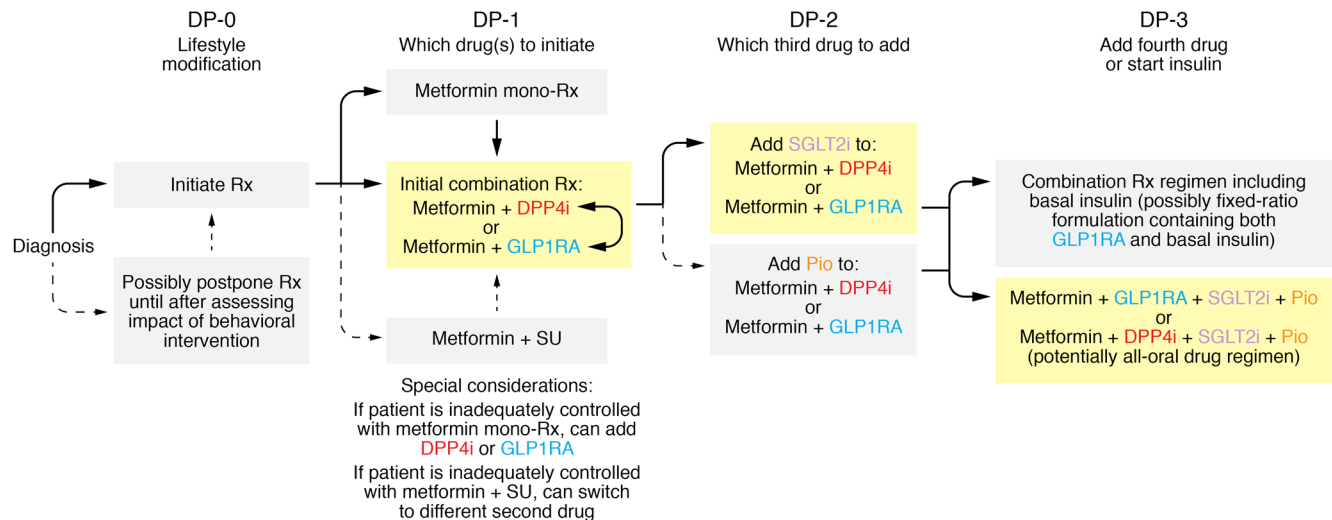 DP-0
Lifestyle
modification
DP-1
Which drug(s) to initiate
DP-2
Which third drug to add
DP-3
Add fourth drug
or start insulin
Diagnosis
Initiate Rx
Possibly postpone Rx
until after assessing
impact of behavioral
intervention
Metformin mono-Rx
Initial combination Rx:
Metformin + DPP4i
or
Metformin + GLP1RA
Metformin + SU
Special considerations:
If patient is inadequately controlled
with metformin mono-Rx, can add
DPP4i or GLP1RA
If patient is inadequately controlled
with metformin + SU, can switch
to different second drug
Add SGLT2i to:
Metformin + DPP4i
or
Metformin + GLP1RA
Add Pio to:
Metformin + DPP4i
or
Metformin + GLP1RA
Combination Rx regimen including
basal insulin (possibly fixed-ratio
formulation containing both
GLP1RA and basal insulin)
Metformin + GLP1RA + SGLT2i + Pio
or
Metformin + DPP4i + SGLT2i + Pio
(potentially all-oral drug regimen)